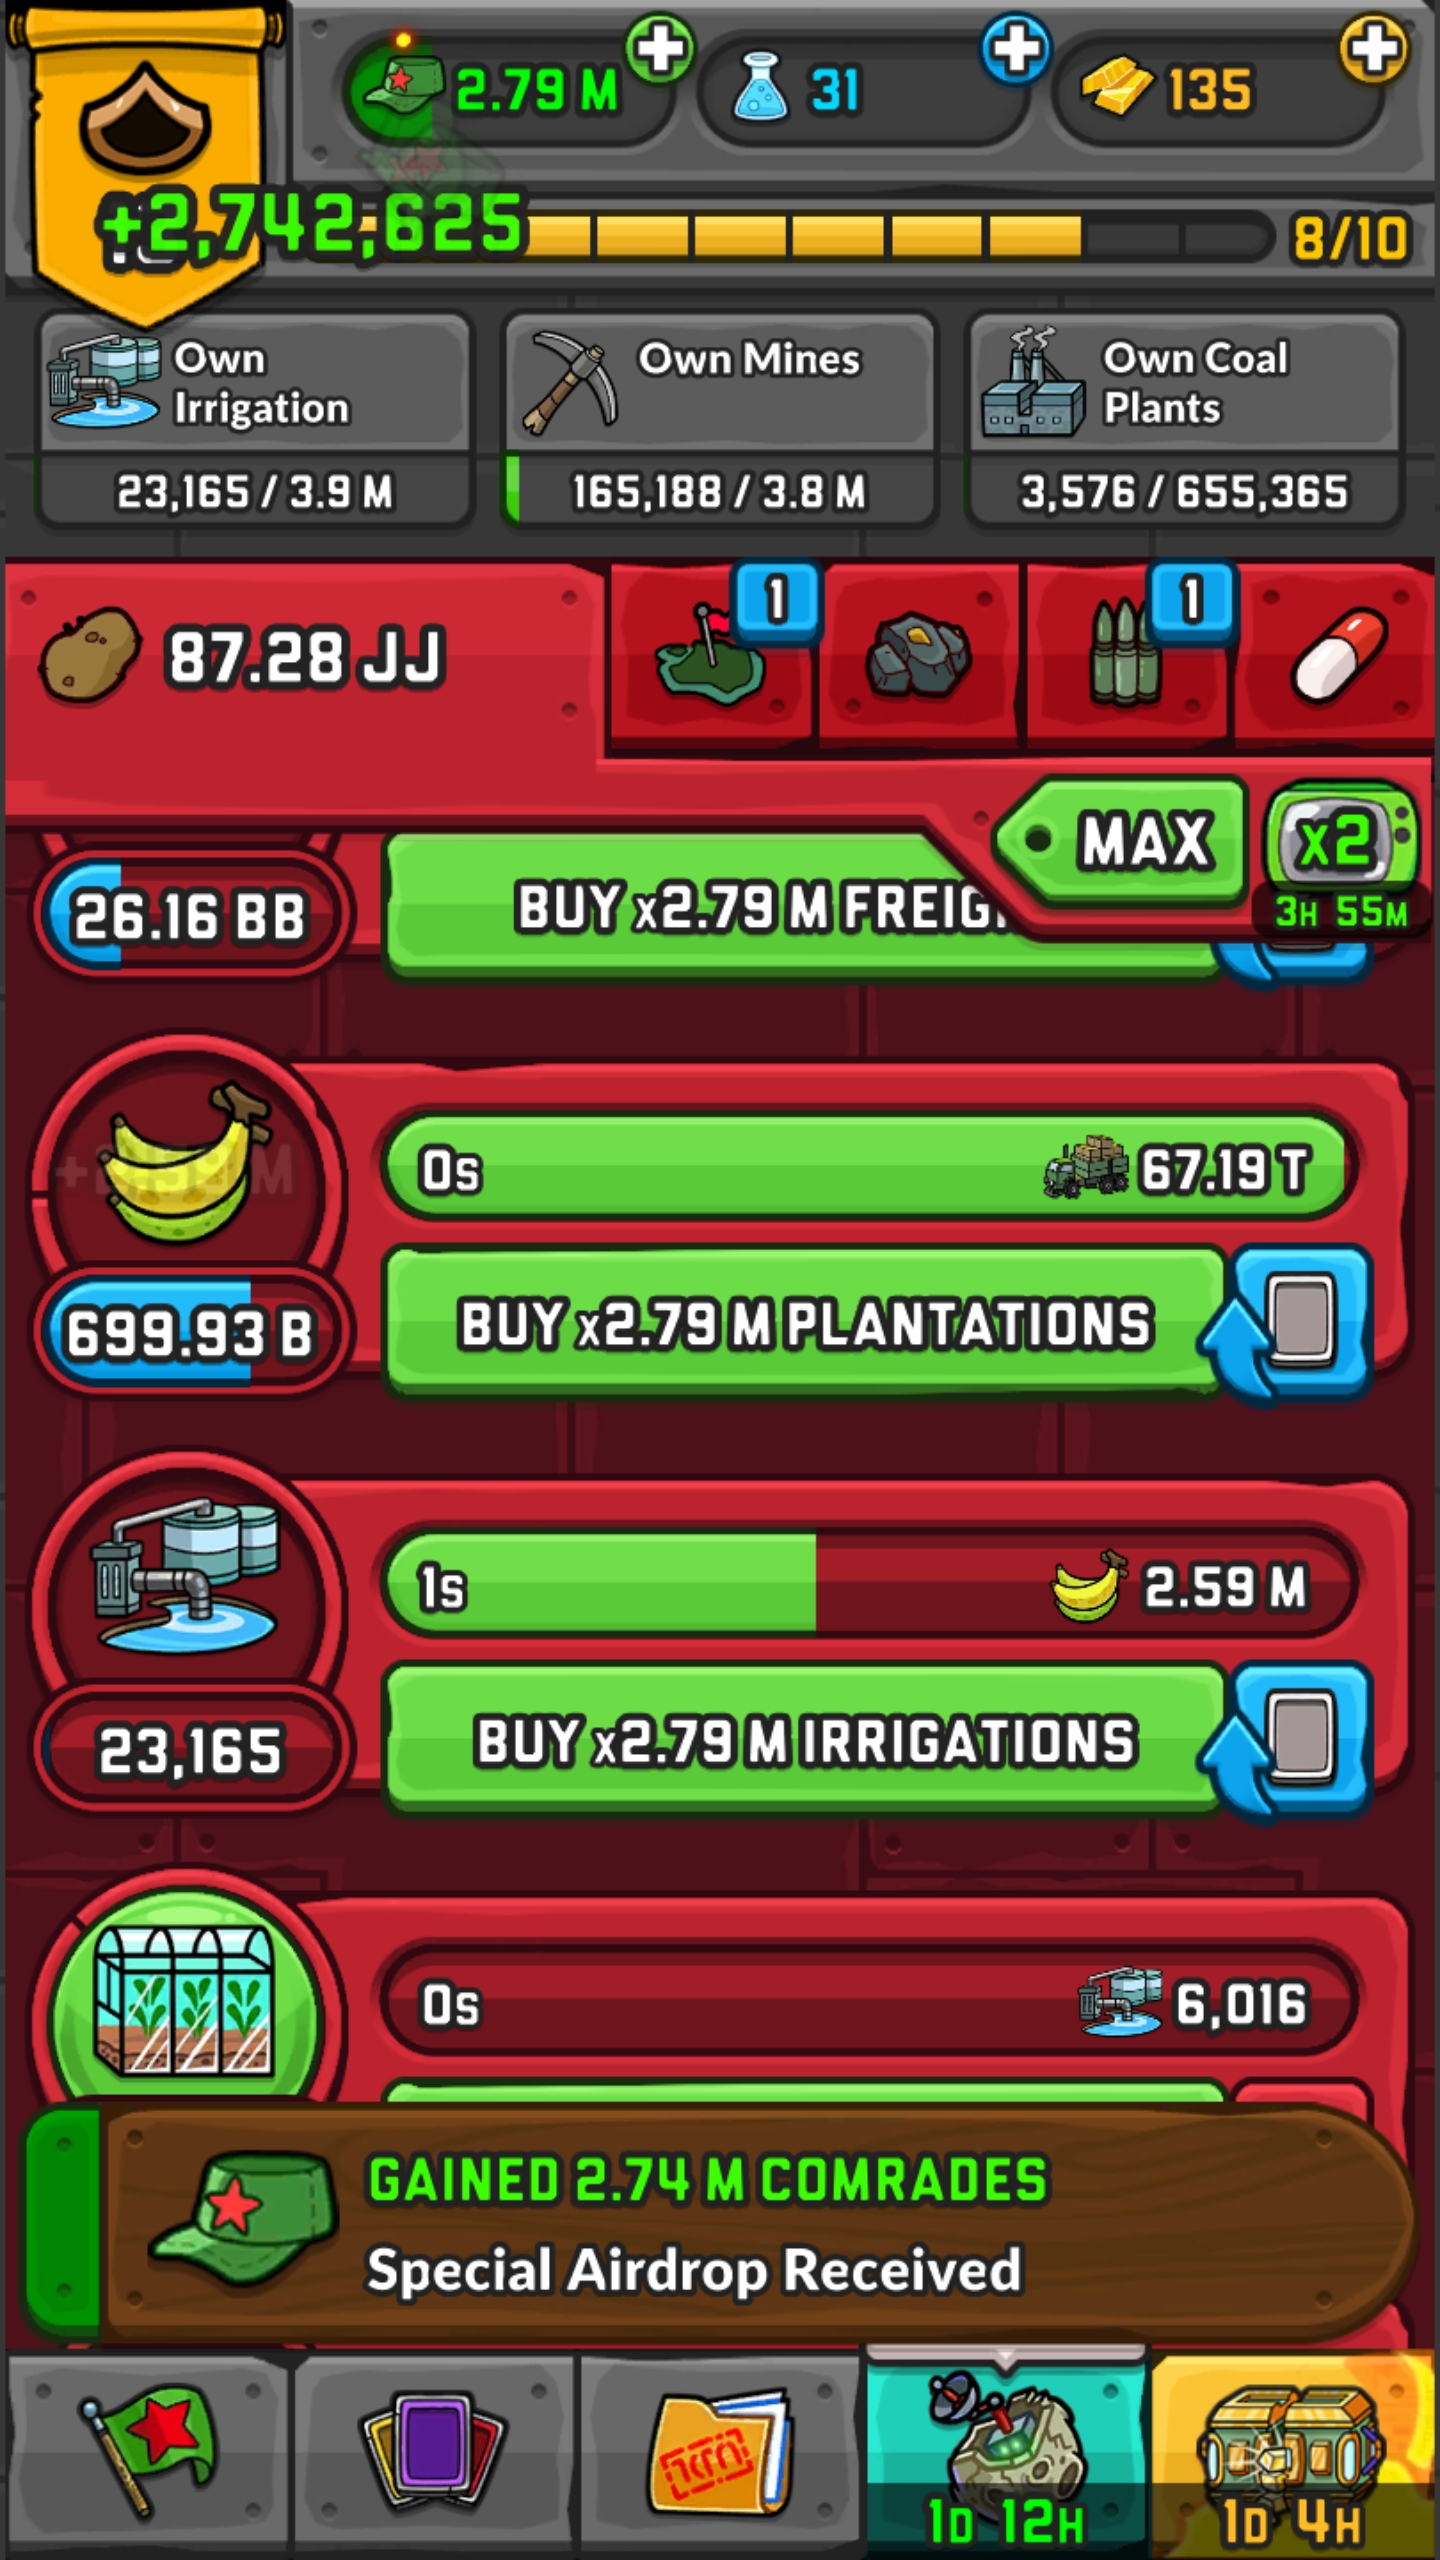 2.79 M
31
135
+2,742,625
8/10
Own
Irrigation
23,165 / 3.9 M
Own Mines
165,188 / 3.8 M
Own Coal
Plants
3,576 / 655,365
87.28 JJ
1
1
MAX
x2
3H 55M
26.16 BB
BUY x2.79 M
0s
67.19 T
699.93 B
BUY x2.79 M PLANTATIONS
1s
2.59 M
23,165
BUY x2.79 M IRRIGATIONS
0s
6,016
GAINED 2.74 M COMRADES
Special Airdrop Received
1D 12H
1D 4H